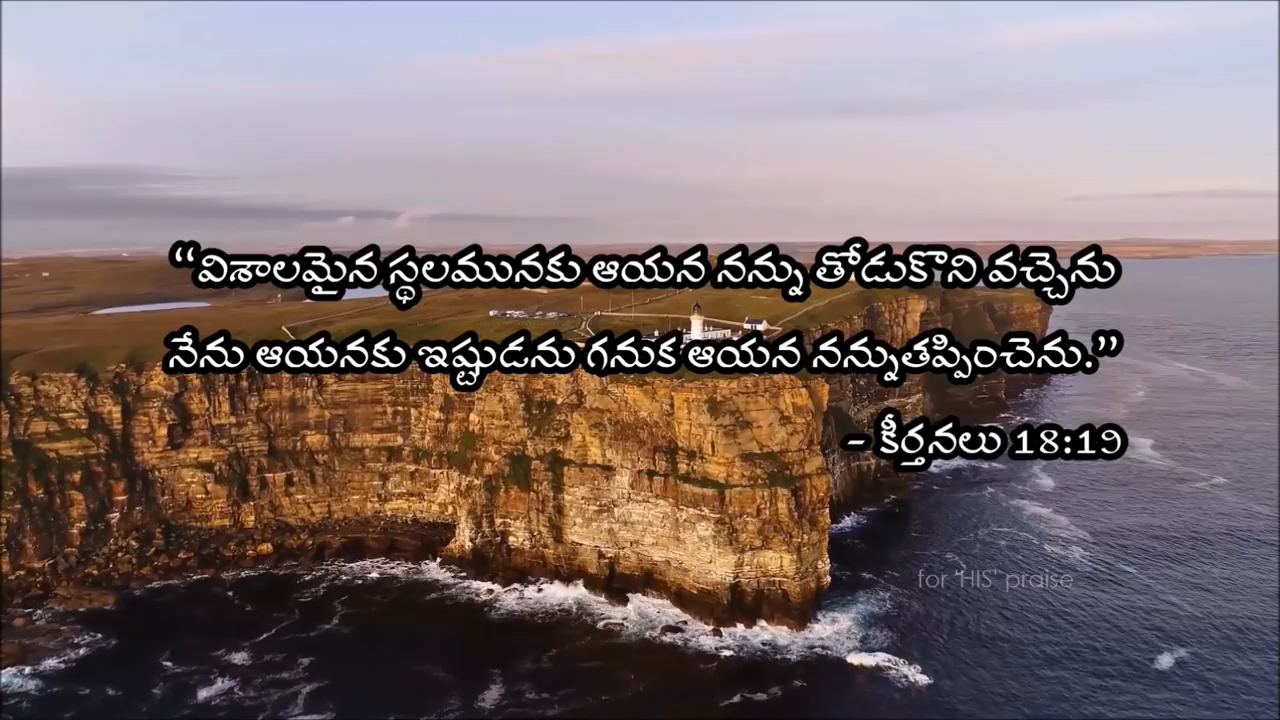 “విశాలమైన స్థలమునకు ఆయన నన్ను తోడుకొని వచ్చెను
నేను ఆయనకు ఇష్టుడను గనుక ఆయన నన్నుతప్పించెను.”
- కీర్తనలు 18:19
for 'HIS' praise